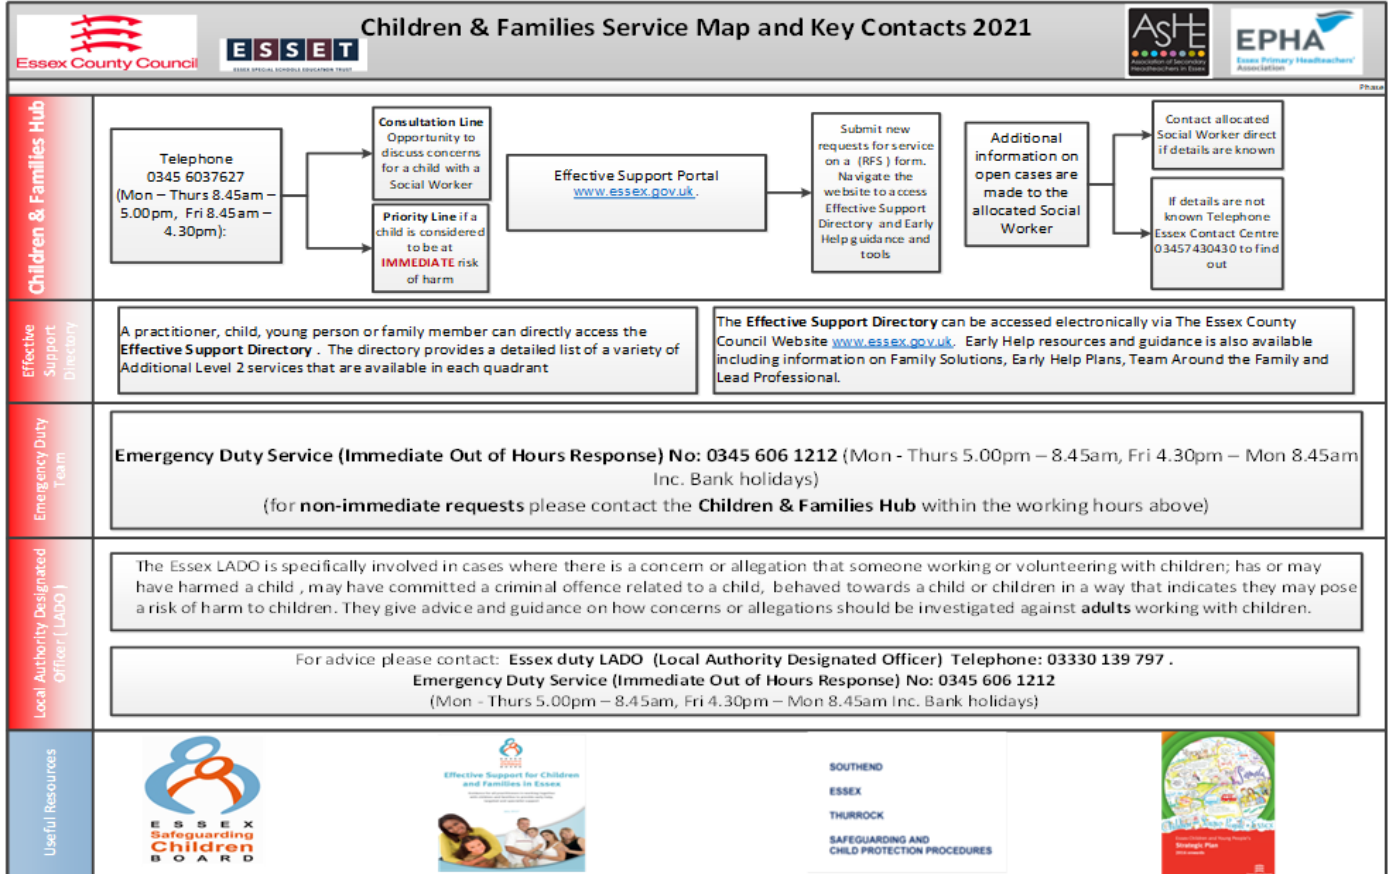 Children & Families Service Map and Key Contacts 2021
Essex County Council
ESSET
ESSEX SPECIAL SCHOOLS EDUCATION TRUST
ASHE
Association of Secondary
Headteachers in Essex
EPHA
Essex Primary Headteachers'
Association
Phase
Children & Families Hub
Telephone
0345 6037627
(Mon – Thurs 8.45am –
5.00pm, Fri 8.45am –
4.30pm):
Consultation Line
Opportunity to
discuss concerns
for a child with a
Social Worker
Priority Line if a
child is considered
to be at
IMMEDIATE risk
of harm
Effective Support Portal
www.essex.gov.uk .
Submit new
requests for service
on a (RFS ) form.
Navigate the
website to access
Effective Support
Directory and Early
Help guidance and
tools
Additional
information on
open cases are
made to the
allocated Social
Worker
Contact allocated
Social Worker direct
if details are known
If details are not
known Telephone
Essex Contact Centre
03457430430 to find
out
Effective
Support
Directory
A practitioner, child, young person or family member can directly access the
Effective Support Directory . The directory provides a detailed list of a variety of
Additional Level 2 services that are available in each quadrant
The Effective Support Directory can be accessed electronically via The Essex County
Council Website www.essex.gov.uk. Early Help resources and guidance is also available
including information on Family Solutions, Early Help Plans, Team Around the Family and
Lead Professional.
Emergency Duty
Team
Emergency Duty Service (Immediate Out of Hours Response) No: 0345 606 1212 (Mon - Thurs 5.00pm – 8.45am, Fri 4.30pm – Mon 8.45am
Inc. Bank holidays)
(for non-immediate requests please contact the Children & Families Hub within the working hours above)
Local Authority Designated
Officer ( LADO )
The Essex LADO is specifically involved in cases where there is a concern or allegation that someone working or volunteering with children; has or may
have harmed a child , may have committed a criminal offence related to a child, behaved towards a child or children in a way that indicates they may pose
a risk of harm to children. They give advice and guidance on how concerns or allegations should be investigated against adults working with children.
For advice please contact: Essex duty LADO (Local Authority Designated Officer) Telephone: 03330 139 797 .
Emergency Duty Service (Immediate Out of Hours Response) No: 0345 606 1212
(Mon - Thurs 5.00pm – 8.45am, Fri 4.30pm – Mon 8.45am Inc. Bank holidays)
Useful Resources
ESSEX
Safeguarding
Children
BOARD
Effective Support for Children
and Families in Essex
SOUTHEND
ESSEX
THURROCK
SAFEGUARDING AND
CHILD PROTECTION PROCEDURES
Essex Children and Young People's
Strategic Plan
2016 onwards